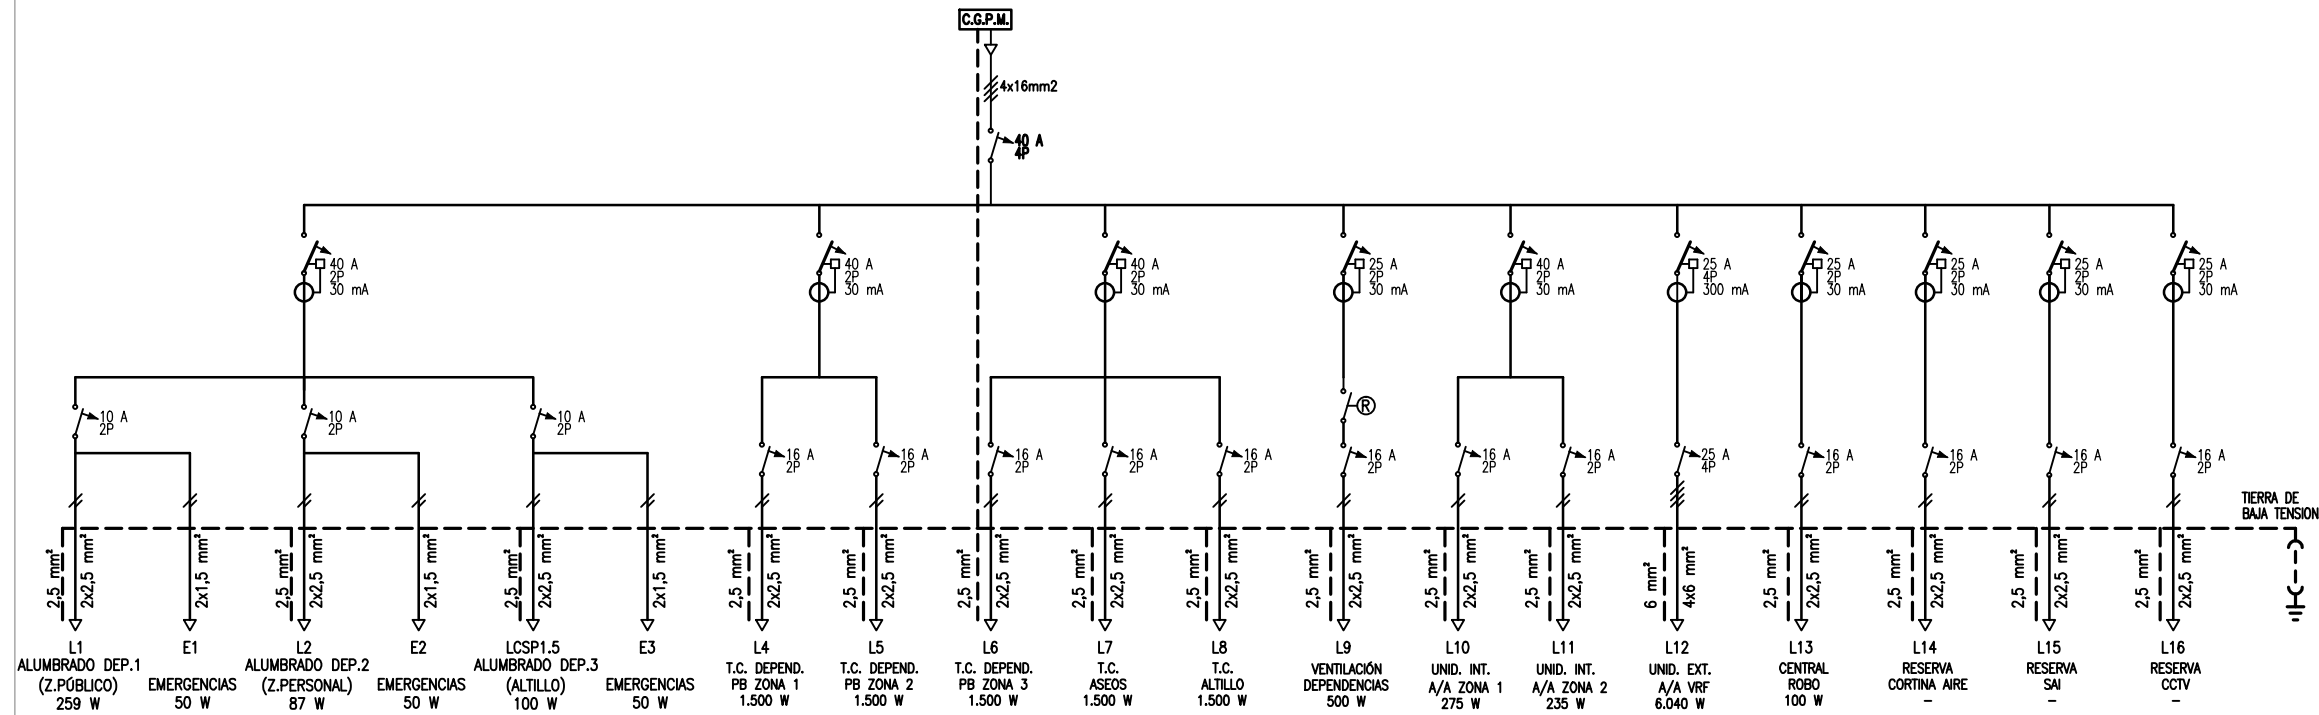 C.G.P.M.
4x16mm2
40 A
4P
40 A
2P
30 mA
40 A
2P
30 mA
40 A
2P
30 mA
25 A
2P
30 mA
40 A
2P
30 mA
25 A
4P
300 mA
25 A
2P
30 mA
25 A
2P
30 mA
25 A
2P
30 mA
25 A
2P
30 mA
R
10 A
2P
10 A
2P
10 A
2P
16 A
2P
16 A
2P
16 A
2P
16 A
2P
16 A
2P
16 A
2P
16 A
2P
16 A
2P
25 A
4P
16 A
2P
16 A
2P
16 A
2P
16 A
2P
TIERRA DE
BAJA TENSION
2,5 mm²
2x2,5 mm²
2x1,5 mm²
2,5 mm²
2x2,5 mm²
2x1,5 mm²
2,5 mm²
2x2,5 mm²
2x1,5 mm²
2,5 mm²
2x2,5 mm²
2,5 mm²
2x2,5 mm²
2,5 mm²
2x2,5 mm²
2,5 mm²
2x2,5 mm²
2,5 mm²
2x2,5 mm²
2,5 mm²
2x2,5 mm²
2,5 mm²
2x2,5 mm²
2,5 mm²
2x2,5 mm²
6 mm²
4x6 mm²
2,5 mm²
2x2,5 mm²
2,5 mm²
2x2,5 mm²
2,5 mm²
2x2,5 mm²
2,5 mm²
2x2,5 mm²
L1
ALUMBRADO DEP.1
(Z.PÚBLICO)
259 W
E1
EMERGENCIAS
50 W
L2
ALUMBRADO DEP.2
(Z.PERSONAL)
87 W
E2
EMERGENCIAS
50 W
LCSP1.5
ALUMBRADO DEP.3
(ALTILLO)
100 W
E3
EMERGENCIAS
50 W
L4
T.C. DEPEND.
PB ZONA 1
1.500 W
L5
T.C. DEPEND.
PB ZONA 2
1.500 W
L6
T.C. DEPEND.
PB ZONA 3
1.500 W
L7
T.C.
ASEOS
1.500 W
L8
T.C.
ALTILLO
1.500 W
L9
VENTILACIÓN
DEPENDENCIAS
500 W
L10
UNID. INT.
A/A ZONA 1
275 W
L11
UNID. INT.
A/A ZONA 2
235 W
L12
UNID. EXT.
A/A VRF
6.040 W
L13
CENTRAL
ROBO
100 W
L14
RESERVA
CORTINA AIRE
-
L15
RESERVA
SAI
-
L16
RESERVA
CCTV
-